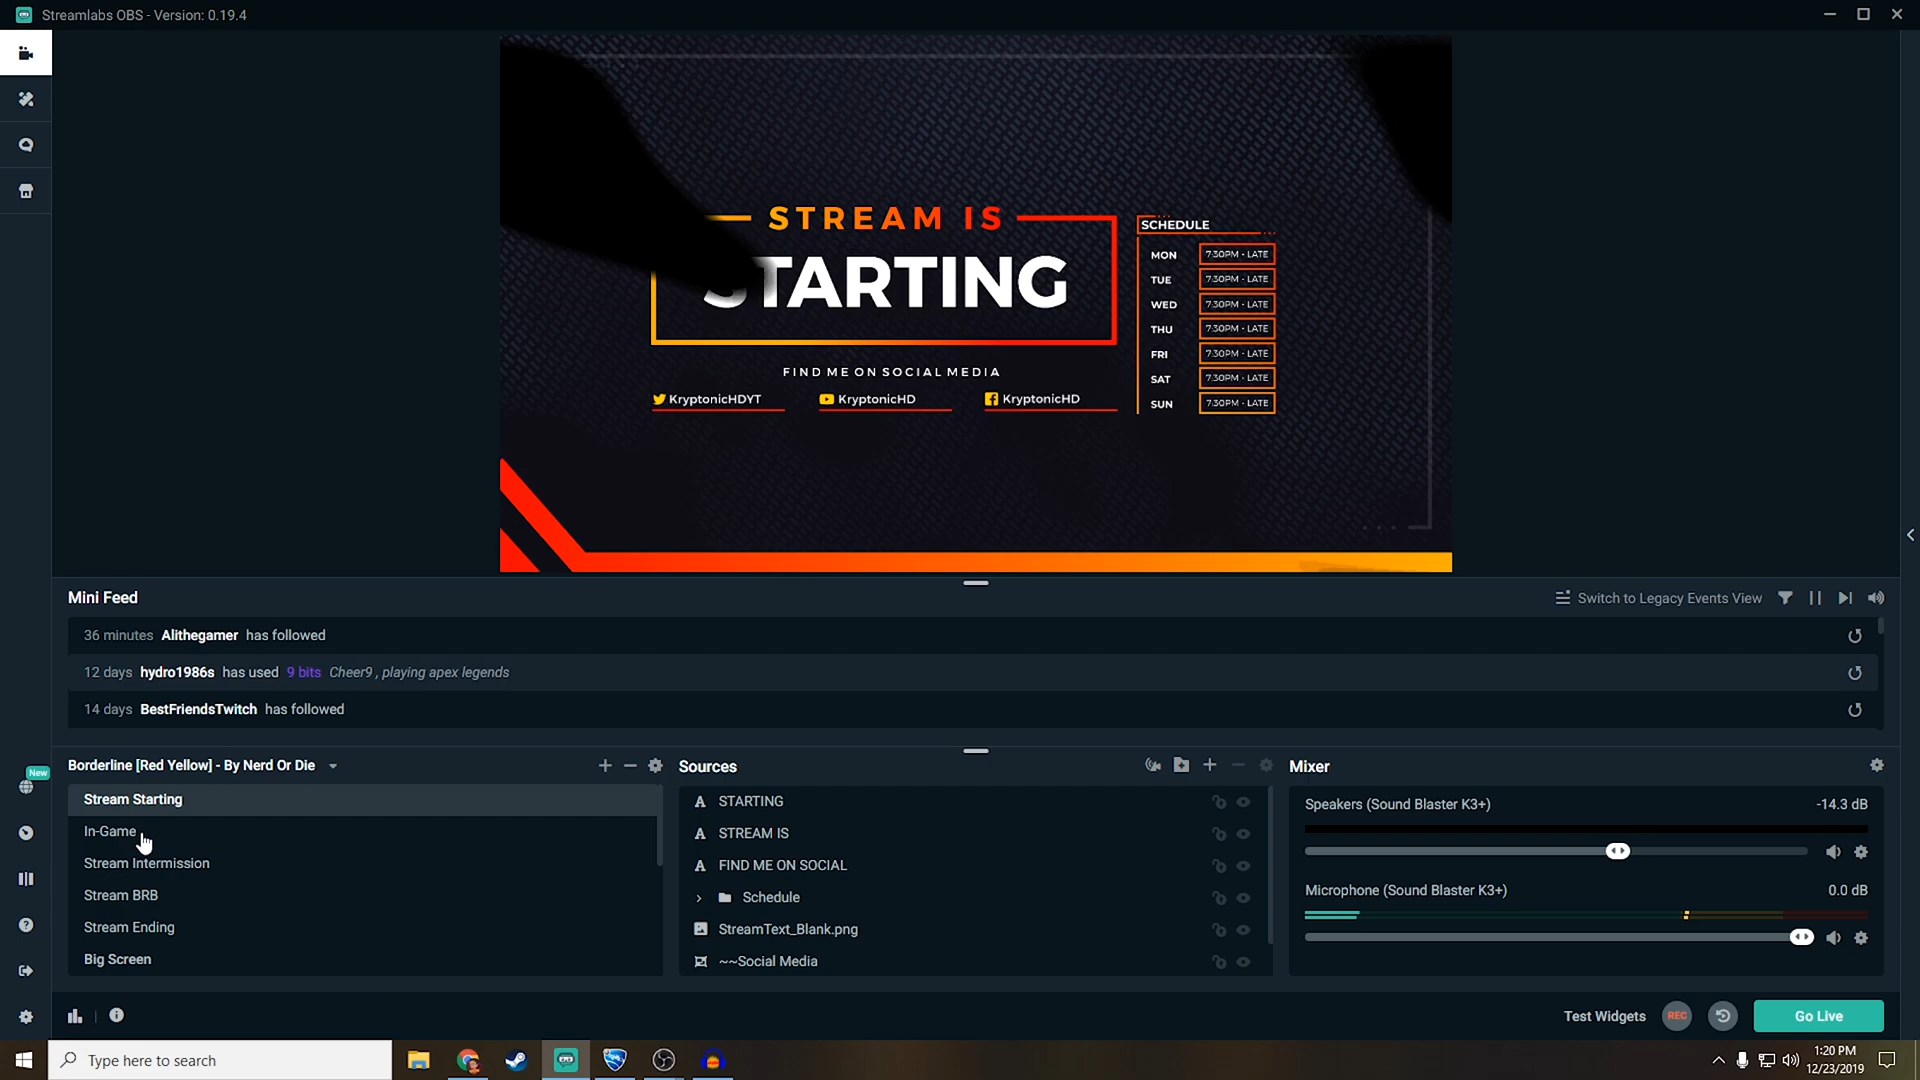 Streamlabs OBS - Version: 0.19.4
STREAM IS
STARTING
FIND ME ON SOCIAL MEDIA
KryptonicHDYT
KryptonicHD
KryptonicHD
SCHEDULE
MON 7:30PM - LATE
TUE 7:30PM - LATE
WED 7:30PM - LATE
THU 7:30PM - LATE
FRI 7:30PM - LATE
SAT 7:30PM - LATE
SUN 7:30PM - LATE
Mini Feed
Switch to Legacy Events View
36 minutes Alithegamer has followed
12 days hydro1986s has used 9 bits Cheer9 , playing apex legends
14 days BestFriendsTwitch has followed
New
Borderline [Red Yellow] - By Nerd Or Die
Stream Starting
In-Game
Stream Intermission
Stream BRB
Stream Ending
Big Screen
Sources
STARTING
STREAM IS
FIND ME ON SOCIAL
Schedule
StreamText_Blank.png
~~Social Media
Mixer
Speakers (Sound Blaster K3+) -14.3 dB
Microphone (Sound Blaster K3+) 0.0 dB
Test Widgets
REC
Go Live
Type here to search
1:20 PM
12/23/2019